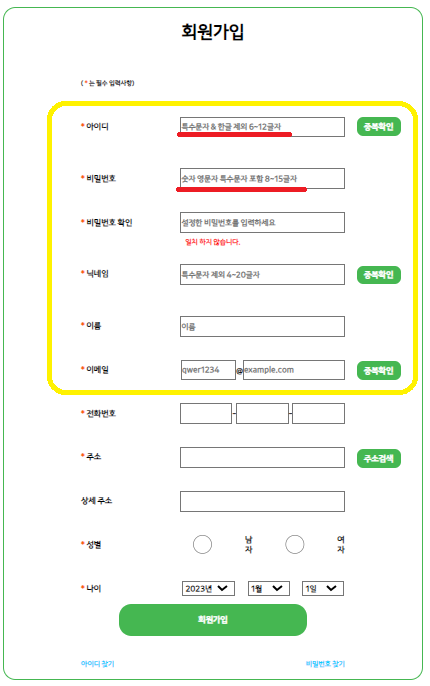 회원가입
( * 는 필수 입력사항)
* 아이디 특수문자 & 한글 제외 6~12글자 중복확인
* 비밀번호 숫자 영문자 특수문자 포함 8~15글자
* 비밀번호 확인 설정한 비밀번호를 입력하세요
일치 하지 않습니다.
* 닉네임 특수문자 제외 4~20글자 중복확인
* 이름 이름
* 이메일 qwer1234 @ example.com 중복확인
* 전화번호 - -
* 주소 주소검색
상세 주소
* 성별 남자 여자
* 나이 2023년 1월 1일
회원가입
아이디 찾기 비밀번호 찾기